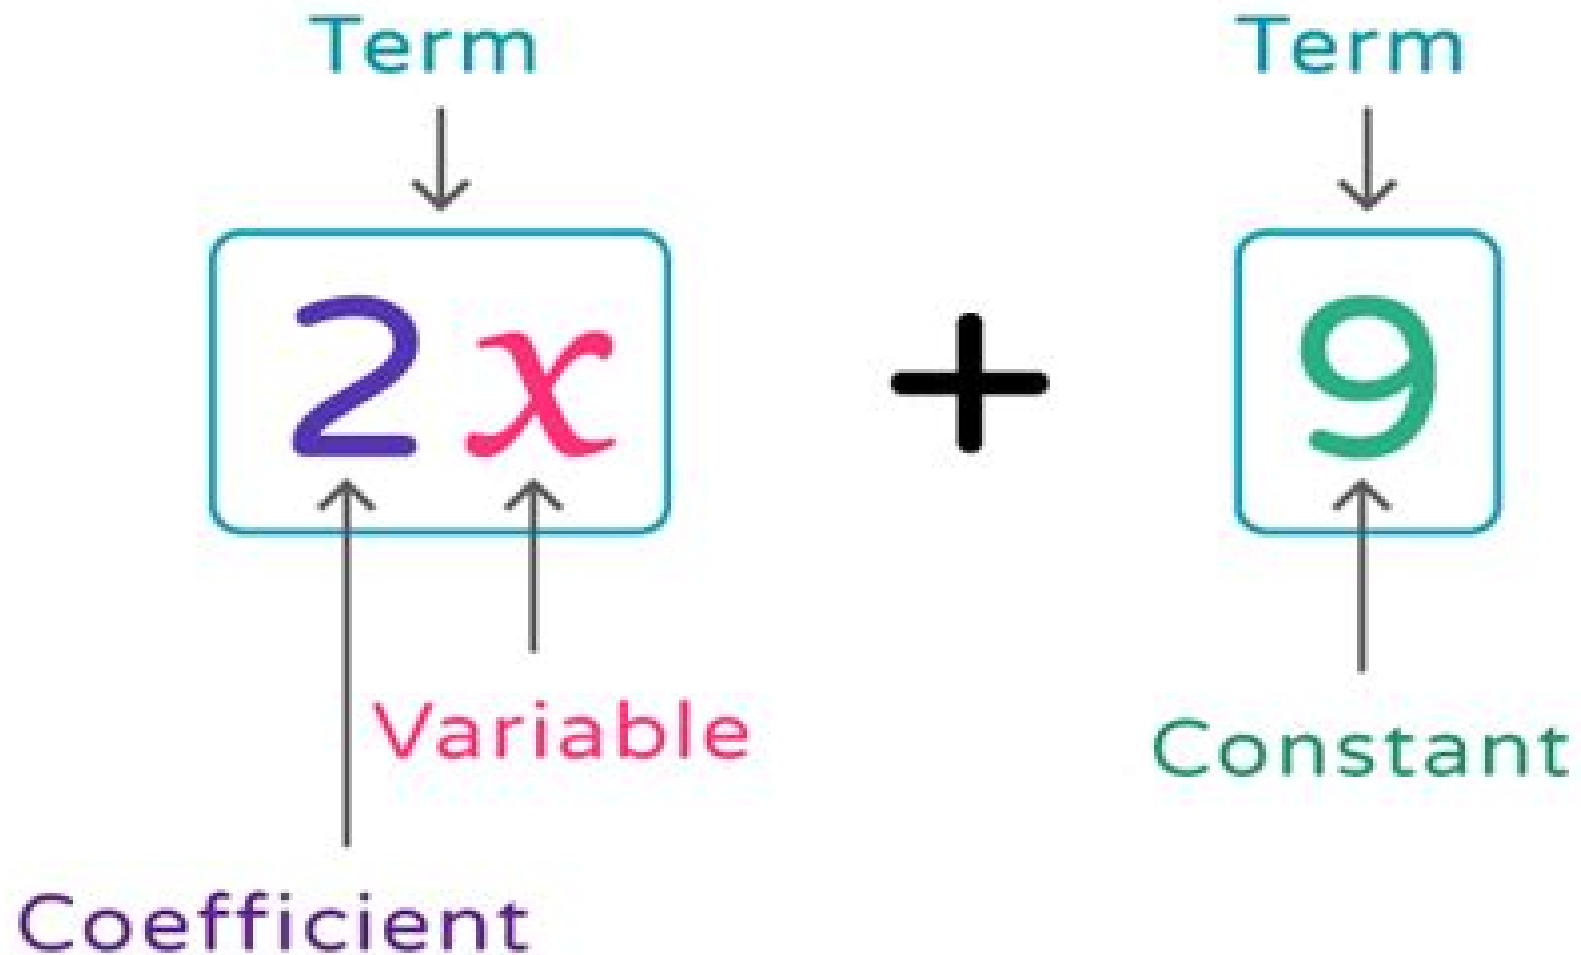 Term Term
2x + 9
Variable
Constant
Coefficient